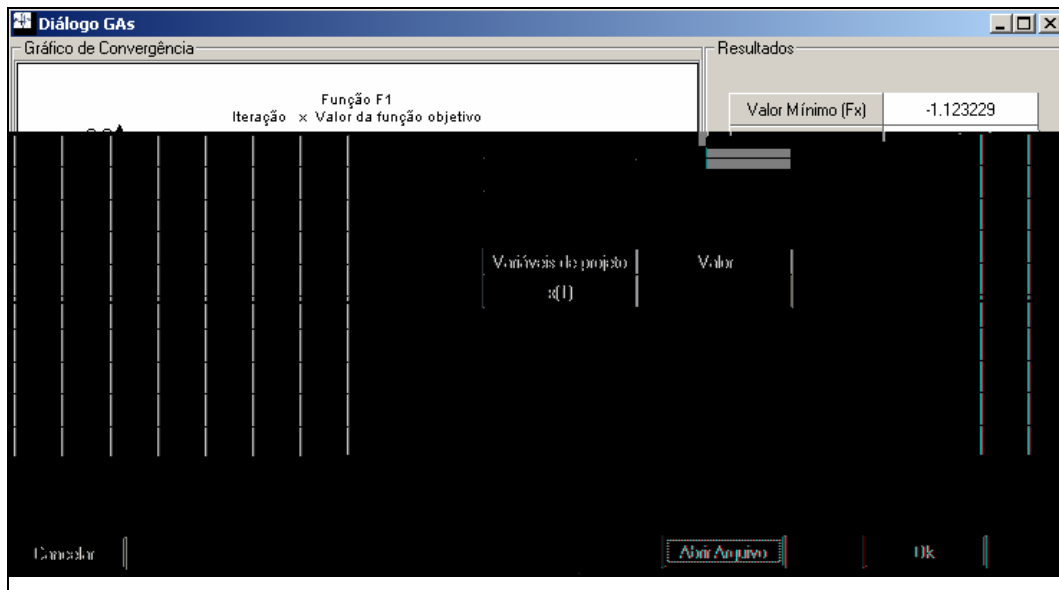 Diálogo GAs
Gráfico de Convergência
Função F1
Iteração x Valor da função objetivo
Resultados
Valor Mínimo (Fx) -1.123229
Variáveis de projeto Valor
x(1)
Cancelar Abrir Arquivo Ok